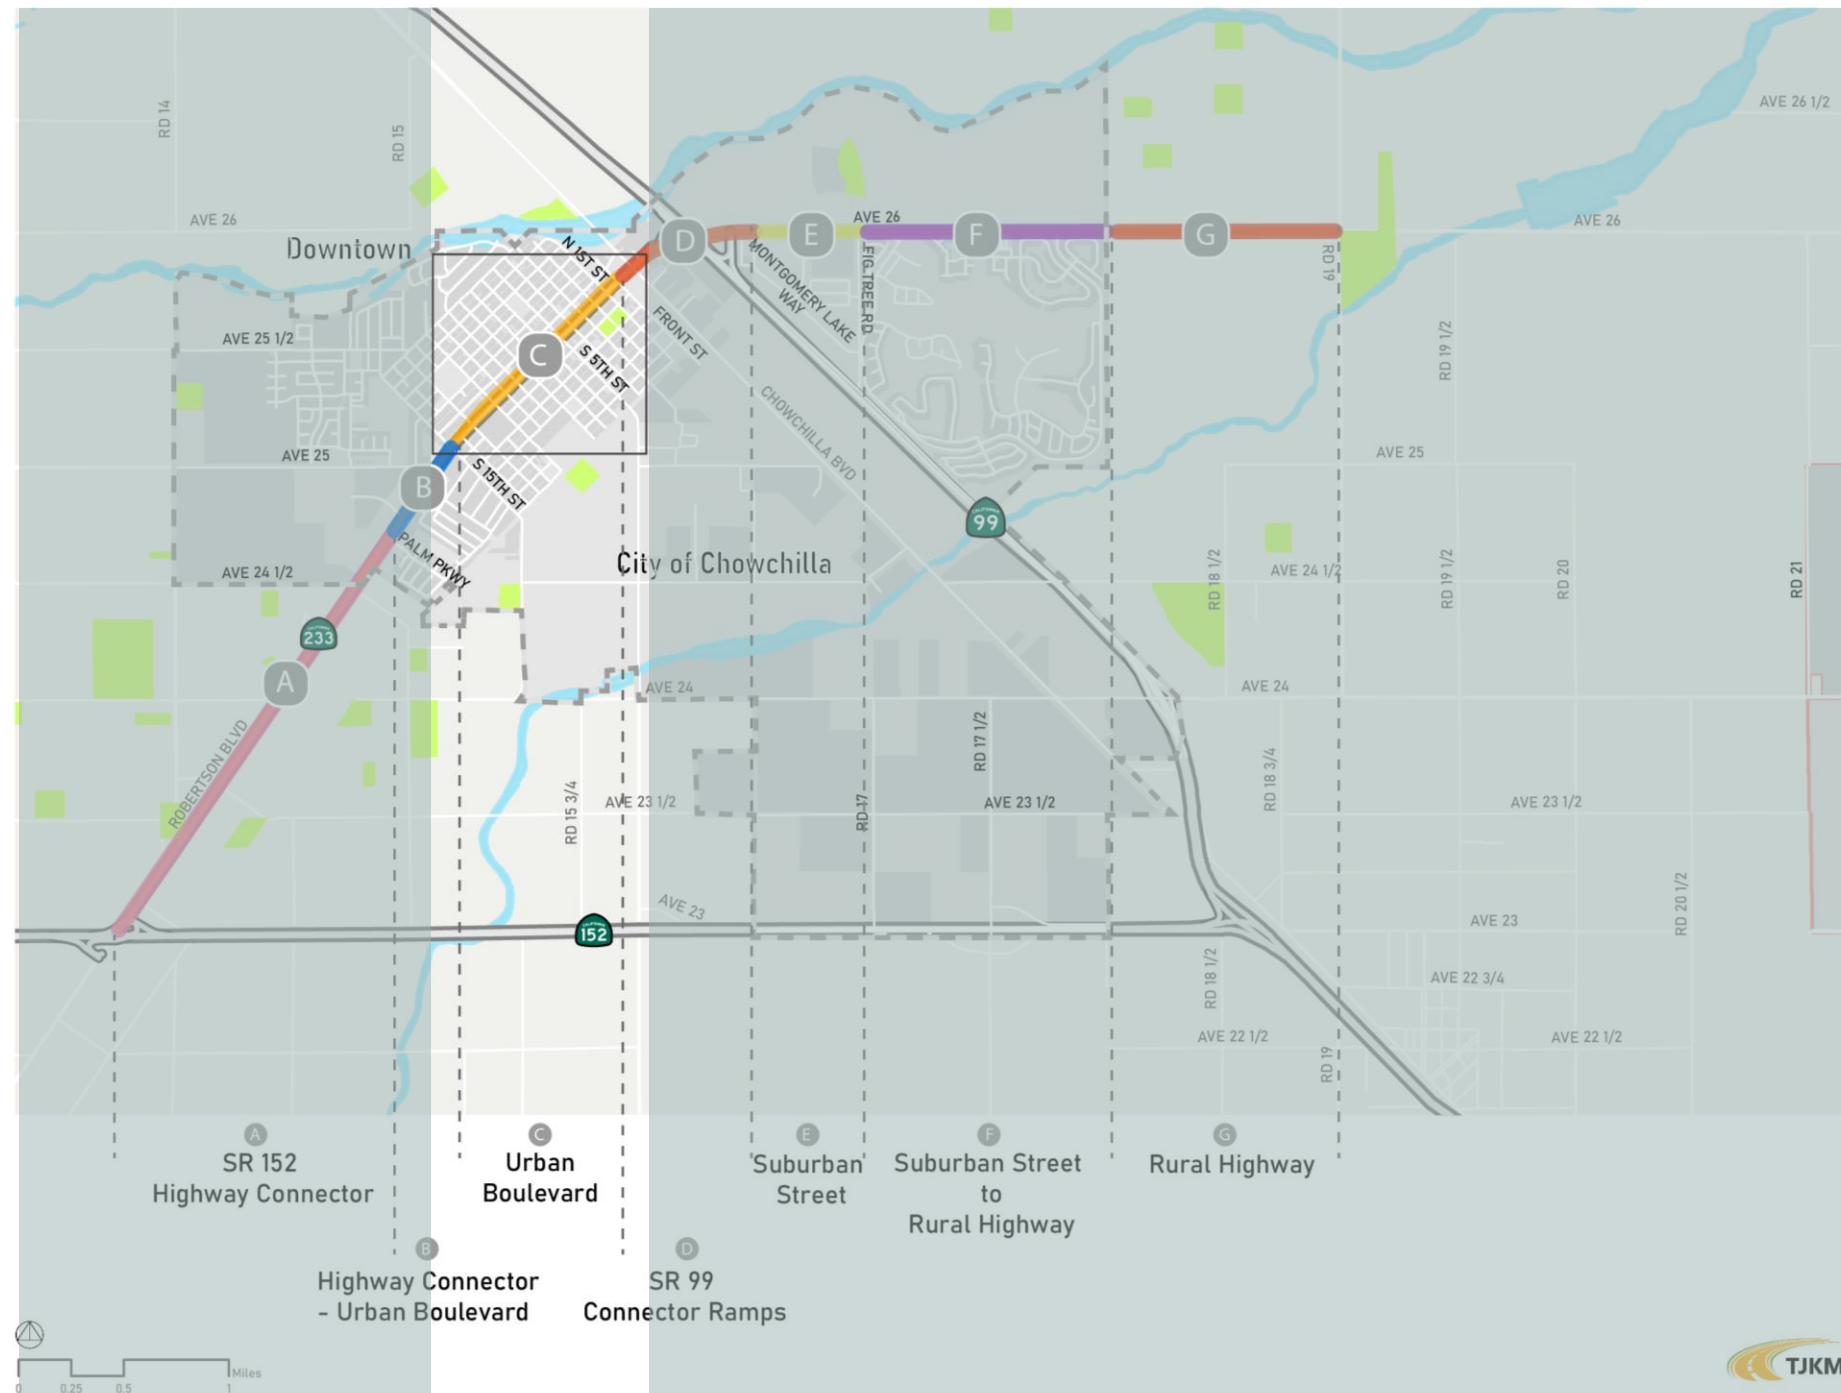 RD 14
RD 15
AVE 26 1/2
AVE 26
AVE 26
AVE 26
Downtown
N 1ST ST
D
E
F
G
MONTGOMERY LAKE
WAY
FIG TREE RD
RD 19
FRONT ST
AVE 25 1/2
C
S 5TH ST
RD 19 1/2
CHOWCHILLA BVD
AVE 25
AVE 25
S 15TH ST
B
CALIFORNIA
99
PALM PKWY
City of Chowchilla
AVE 24 1/2
AVE 24 1/2
RD 18 1/2
RD 19 1/2
RD 20
RD 21
CALIFORNIA
233
A
AVE 24
AVE 24
ROBERTSON BLVD
RD 17 1/2
RD 18 3/4
RD 15 3/4
AVE 23 1/2
RD 17
AVE 23 1/2
AVE 23 1/2
AVE 23
CALIFORNIA
152
AVE 23
RD 20 1/2
RD 18 1/2
AVE 22 3/4
AVE 22 1/2
RD 19
AVE 22 1/2
A
SR 152
Highway Connector
C
Urban
Boulevard
E
Suburban
Street
F
Suburban Street
to
Rural Highway
G
Rural Highway
B
Highway Connector
- Urban Boulevard
D
SR 99
Connector Ramps
Miles
0 0.25 0.5 1
TJKM